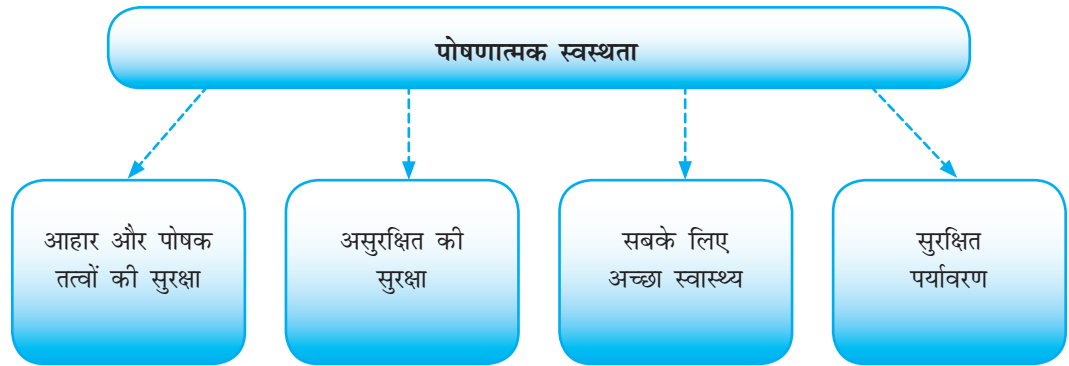 पोषणात्मक स्वस्थता
आहार और पोषक
तत्वों की सुरक्षा
असुरक्षित की
सुरक्षा
सबके लिए
अच्छा स्वास्थ्य
सुरक्षित
पर्यावरण